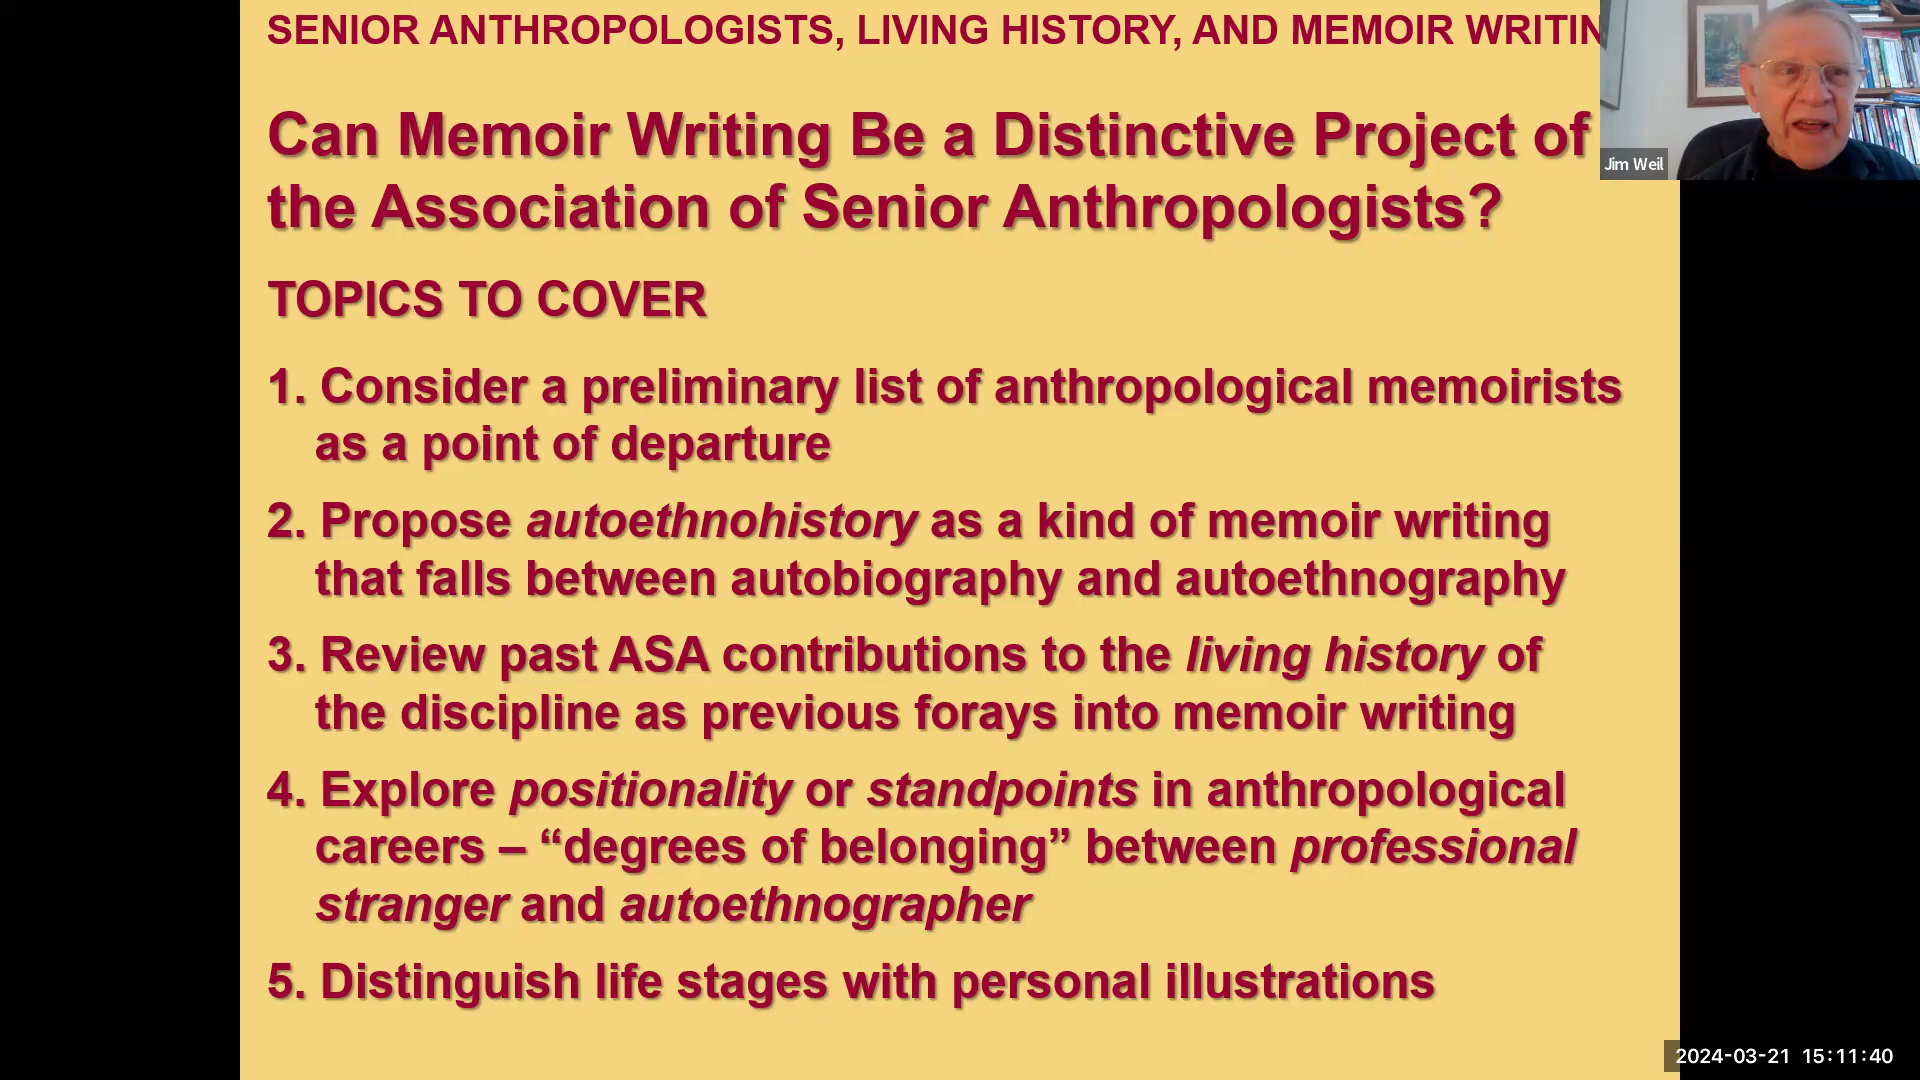 SENIOR ANTHROPOLOGISTS, LIVING HISTORY, AND MEMOIR WRITIN
Can Memoir Writing Be a Distinctive Project of
the Association of Senior Anthropologists?
Jim Weil
TOPICS TO COVER
1. Consider a preliminary list of anthropological memoirists
as a point of departure
2. Propose autoethnohistory as a kind of memoir writing
that falls between autobiography and autoethnography
3. Review past ASA contributions to the living history of
the discipline as previous forays into memoir writing
4. Explore positionality or standpoints in anthropological
careers – “degrees of belonging” between professional
stranger and autoethnographer
5. Distinguish life stages with personal illustrations
2024-03-21 15:11:40